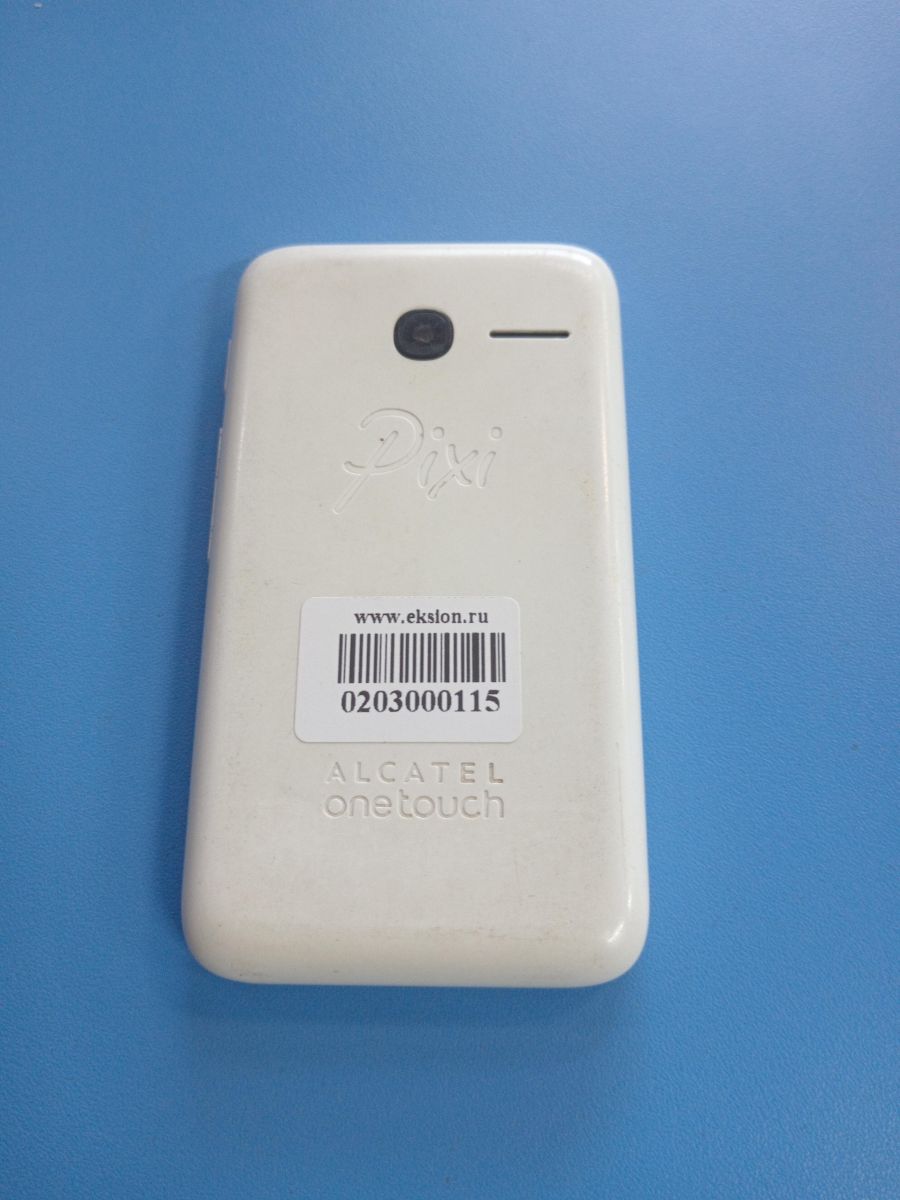 Pixi
www.eksion.ru
0203000115
ALCATEL
onetouch